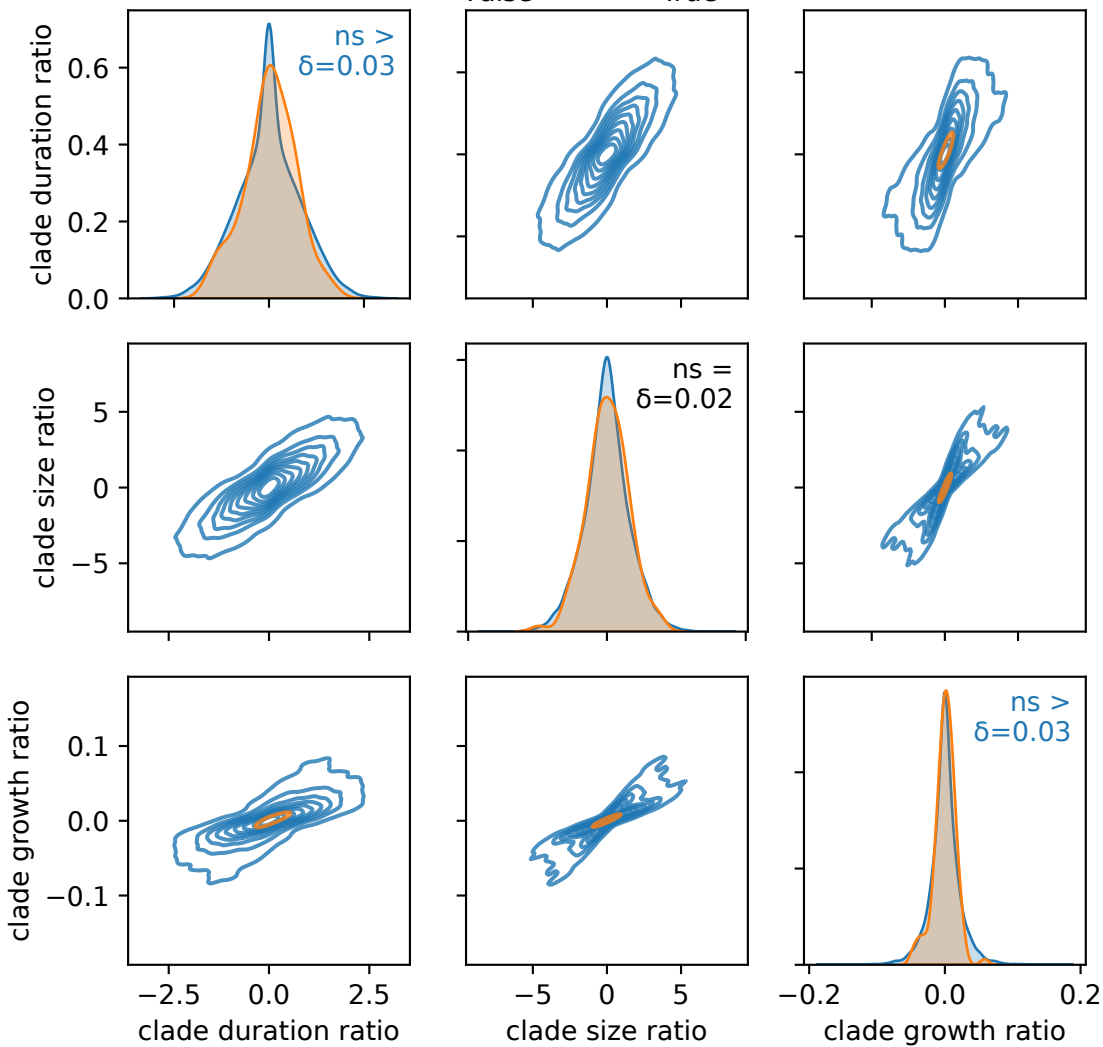 clade duration ratio
0.6
0.4
0.2
0.0
ns >
δ=0.03
clade size ratio
5
0
−5
ns =
δ=0.02
−5 0 5
clade growth ratio
0.1
0.0
−0.1
ns >
δ=0.03
−2.5 0.0 2.5
clade duration ratio
−5 0 5
clade size ratio
−0.2 0.0 0.2
clade growth ratio